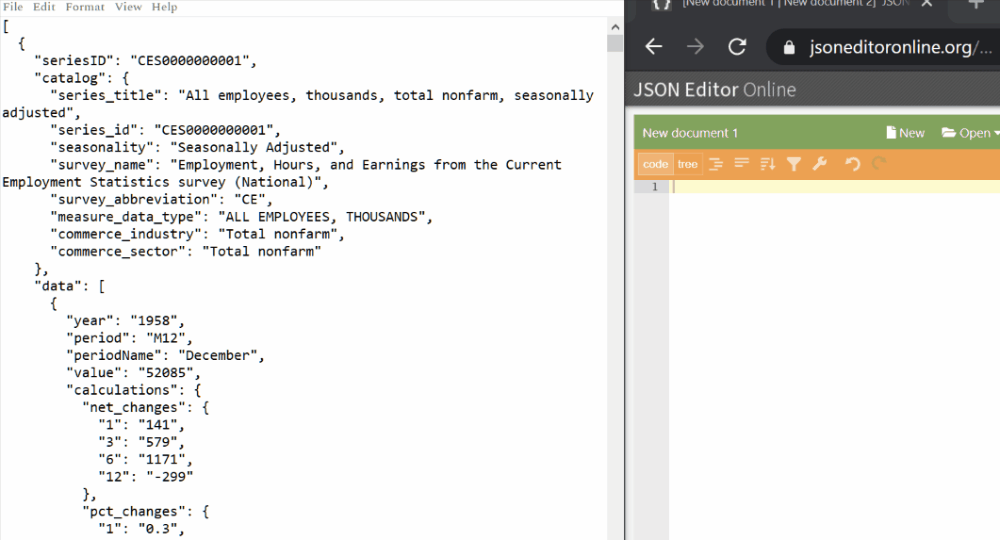 File Edit Format View Help
[
  {
    "seriesID": "CES0000000001",
    "catalog": {
      "series_title": "All employees, thousands, total nonfarm, seasonally
adjusted",
      "series_id": "CES0000000001",
      "seasonality": "Seasonally Adjusted",
      "survey_name": "Employment, Hours, and Earnings from the Current
Employment Statistics survey (National)",
      "survey_abbreviation": "CE",
      "measure_data_type": "ALL EMPLOYEES, THOUSANDS",
      "commerce_industry": "Total nonfarm",
      "commerce_sector": "Total nonfarm"
    },
    "data": [
      {
        "year": "1958",
        "period": "M12",
        "periodName": "December",
        "value": "52085",
        "calculations": {
          "net_changes": {
            "1": "141",
            "3": "579",
            "6": "1171",
            "12": "-299"
          },
          "pct_changes": {
            "1": "0.3",
[New document 1 | New document 2] JSON
jsoneditoronline.org/...
JSON Editor Online
New document 1 New Open
code tree
1